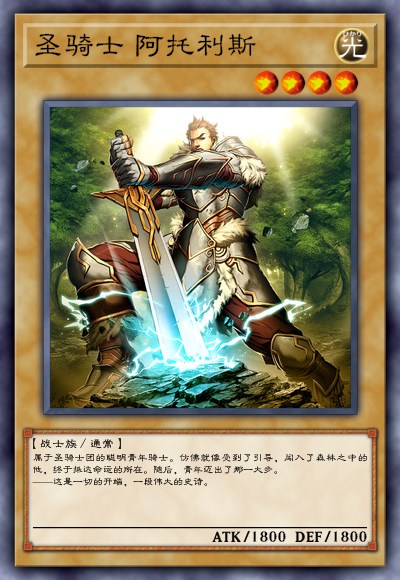 圣骑士 阿托利斯
光
【战士族／通常】
属于圣骑士团的聪明青年骑士。仿佛就像受到了引导，闯入了森林之中的
他，终于抵达命运的所在。随后，青年迈出了那一大步。
——这是一切的开端，一段伟大的史诗。
ATK/1800 DEF/1800